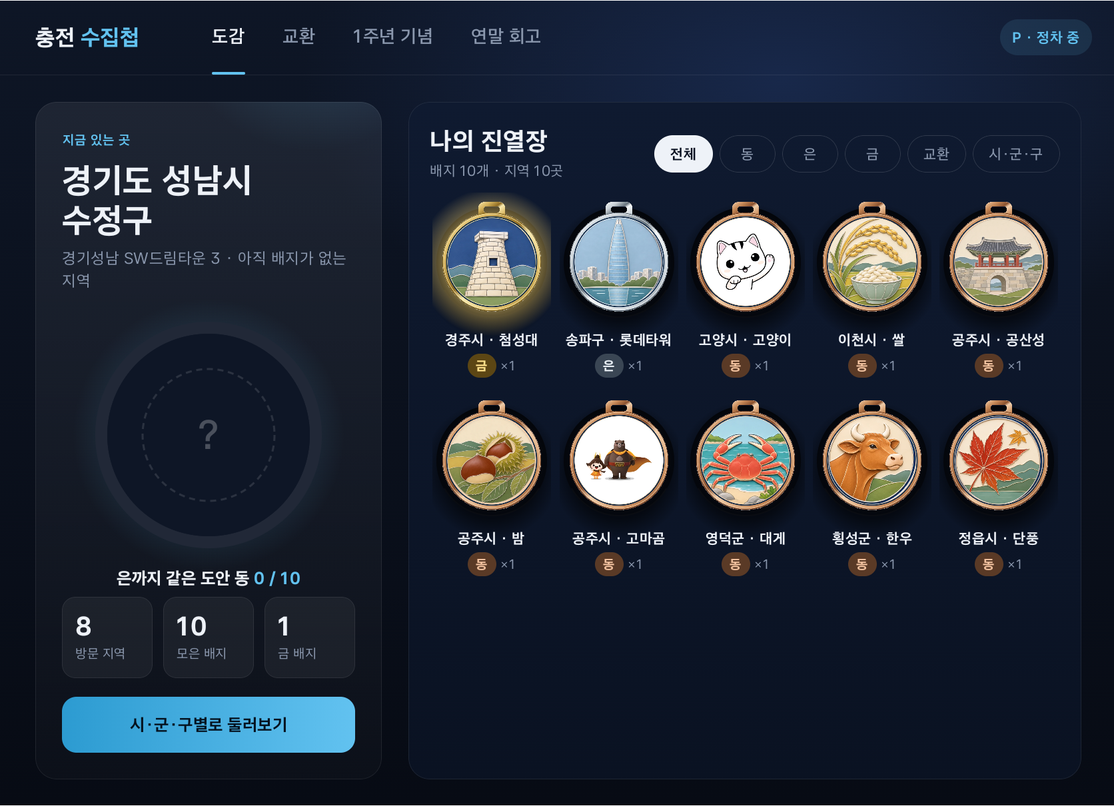 충전 수집첩
도감
교환
1주년 기념
연말 회고
P · 정차 중
지금 있는 곳
경기도 성남시
수정구
경기성남 SW드림타운 3 · 아직 배지가 없는
지역
?
은까지 같은 도안 동 0 / 10
8
방문 지역
10
모은 배지
1
금 배지
시·군·구별로 둘러보기
나의 진열장
배지 10개 · 지역 10곳
전체
동
은
금
교환
시·군·구
경주시 · 첨성대
금 ×1
송파구 · 롯데타워
은 ×1
고양시 · 고양이
동 ×1
이천시 · 쌀
동 ×1
공주시 · 공산성
동 ×1
공주시 · 밤
동 ×1
공주시 · 고마곰
동 ×1
영덕군 · 대게
동 ×1
횡성군 · 한우
동 ×1
정읍시 · 단풍
동 ×1